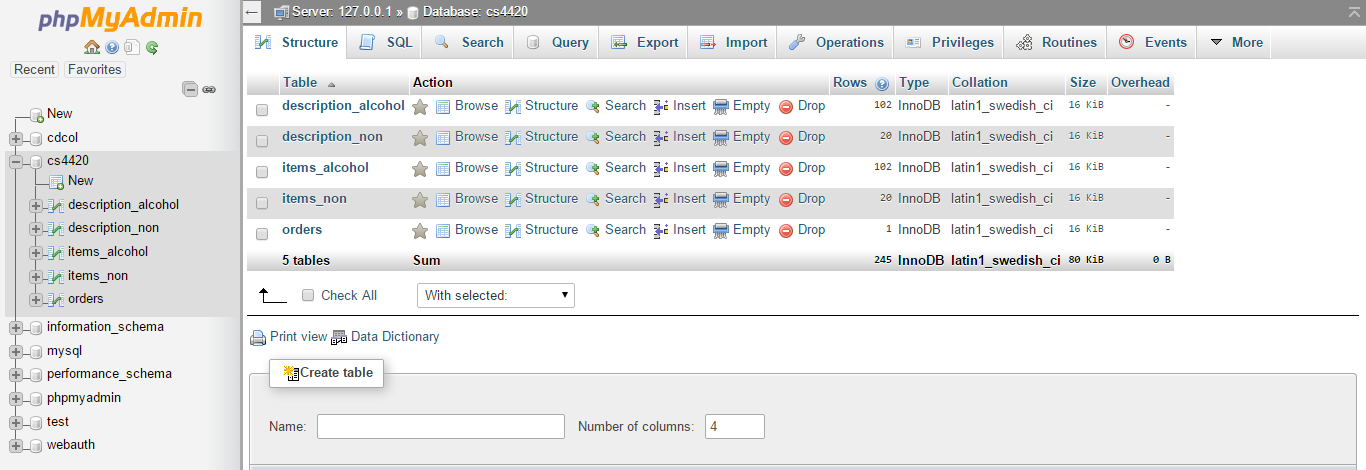 phpMyAdmin
Recent Favorites
New
cdcol
cs4420
New
description_alcohol
description_non
items_alcohol
items_non
orders
information_schema
mysql
performance_schema
phpmyadmin
test
webauth
Server: 127.0.0.1 » Database: cs4420
Structure SQL Search Query Export Import Operations Privileges Routines Events More
Table Action Rows Type Collation Size Overhead
description_alcohol Browse Structure Search Insert Empty Drop 102 InnoDB latin1_swedish_ci 16 KiB -
description_non Browse Structure Search Insert Empty Drop 20 InnoDB latin1_swedish_ci 16 KiB -
items_alcohol Browse Structure Search Insert Empty Drop 102 InnoDB latin1_swedish_ci 16 KiB -
items_non Browse Structure Search Insert Empty Drop 20 InnoDB latin1_swedish_ci 16 KiB -
orders Browse Structure Search Insert Empty Drop 1 InnoDB latin1_swedish_ci 16 KiB -
5 tables Sum 245 InnoDB latin1_swedish_ci 80 KiB 0 B
Check All With selected:
Print view Data Dictionary
Create table
Name: Number of columns: 4